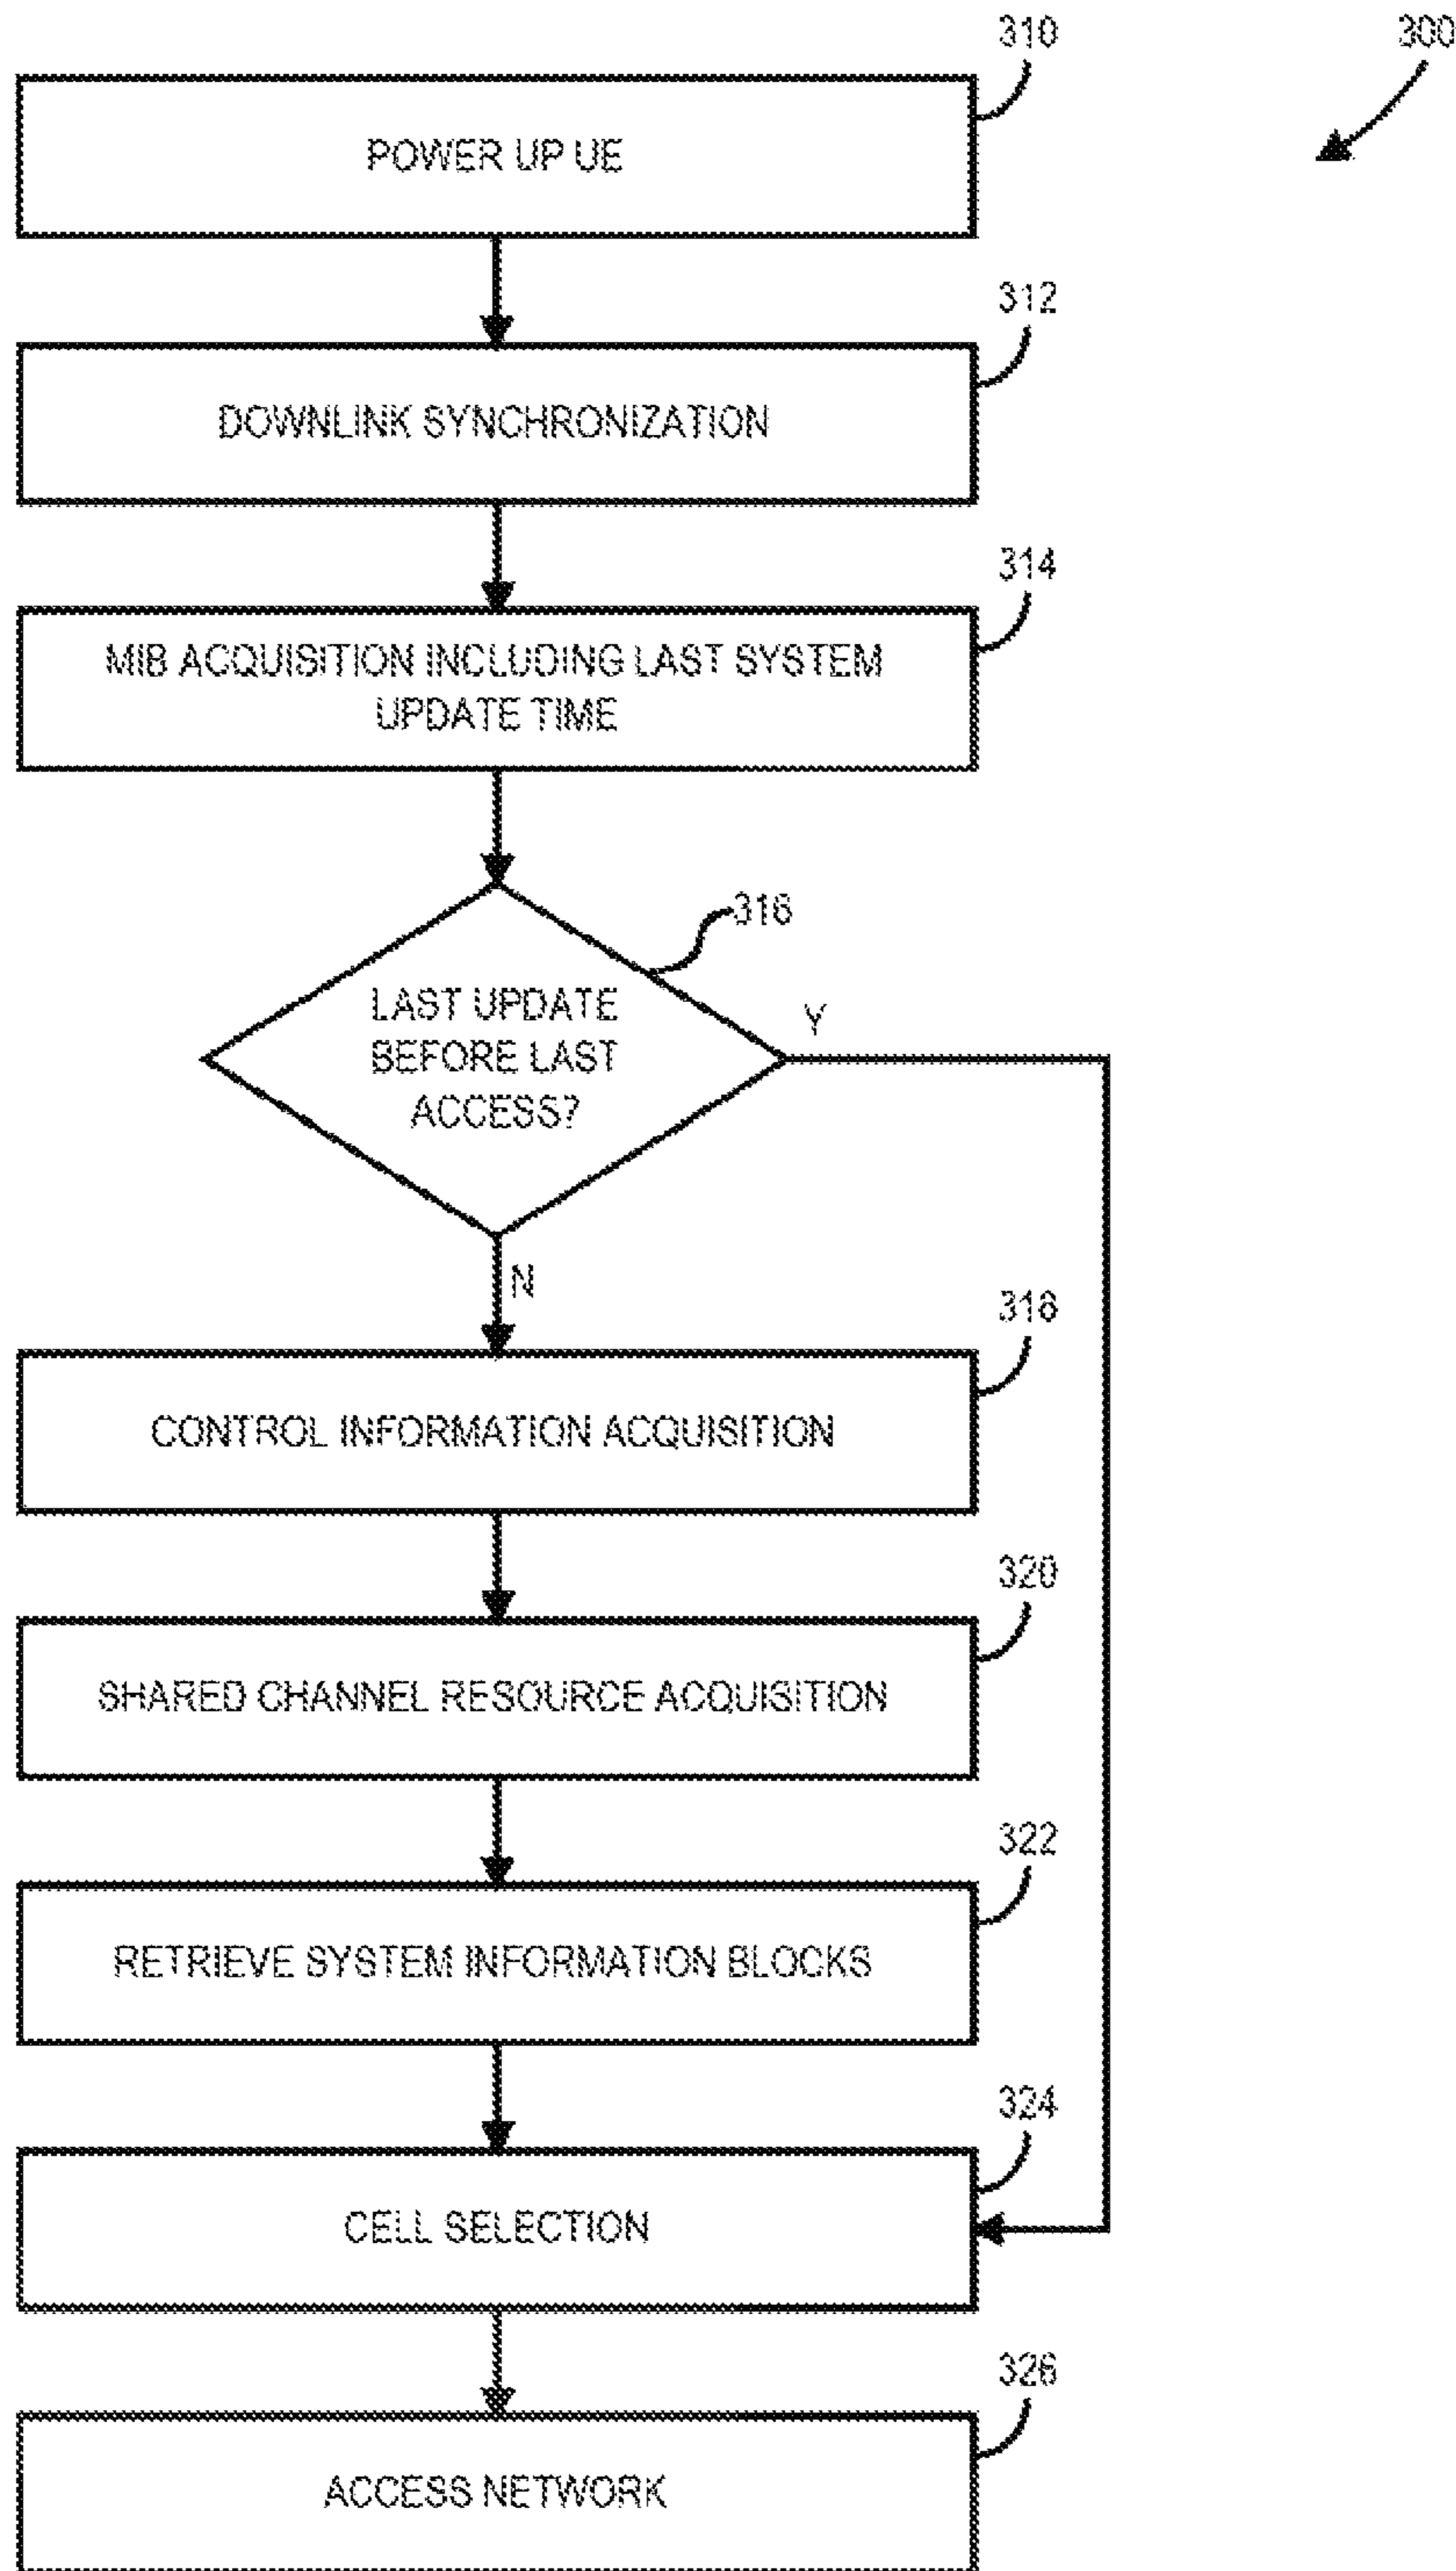 310
300
POWER UP UE
312
DOWNLINK SYNCHRONIZATION
314
MIB ACQUISITION INCLUDING LAST SYSTEM
UPDATE TIME
316
LAST UPDATE
BEFORE LAST
ACCESS?
Y
N
318
CONTROL INFORMATION ACQUISITION
320
SHARED CHANNEL RESOURCE ACQUISITION
322
RETRIEVE SYSTEM INFORMATION BLOCKS
324
CELL SELECTION
326
ACCESS NETWORK